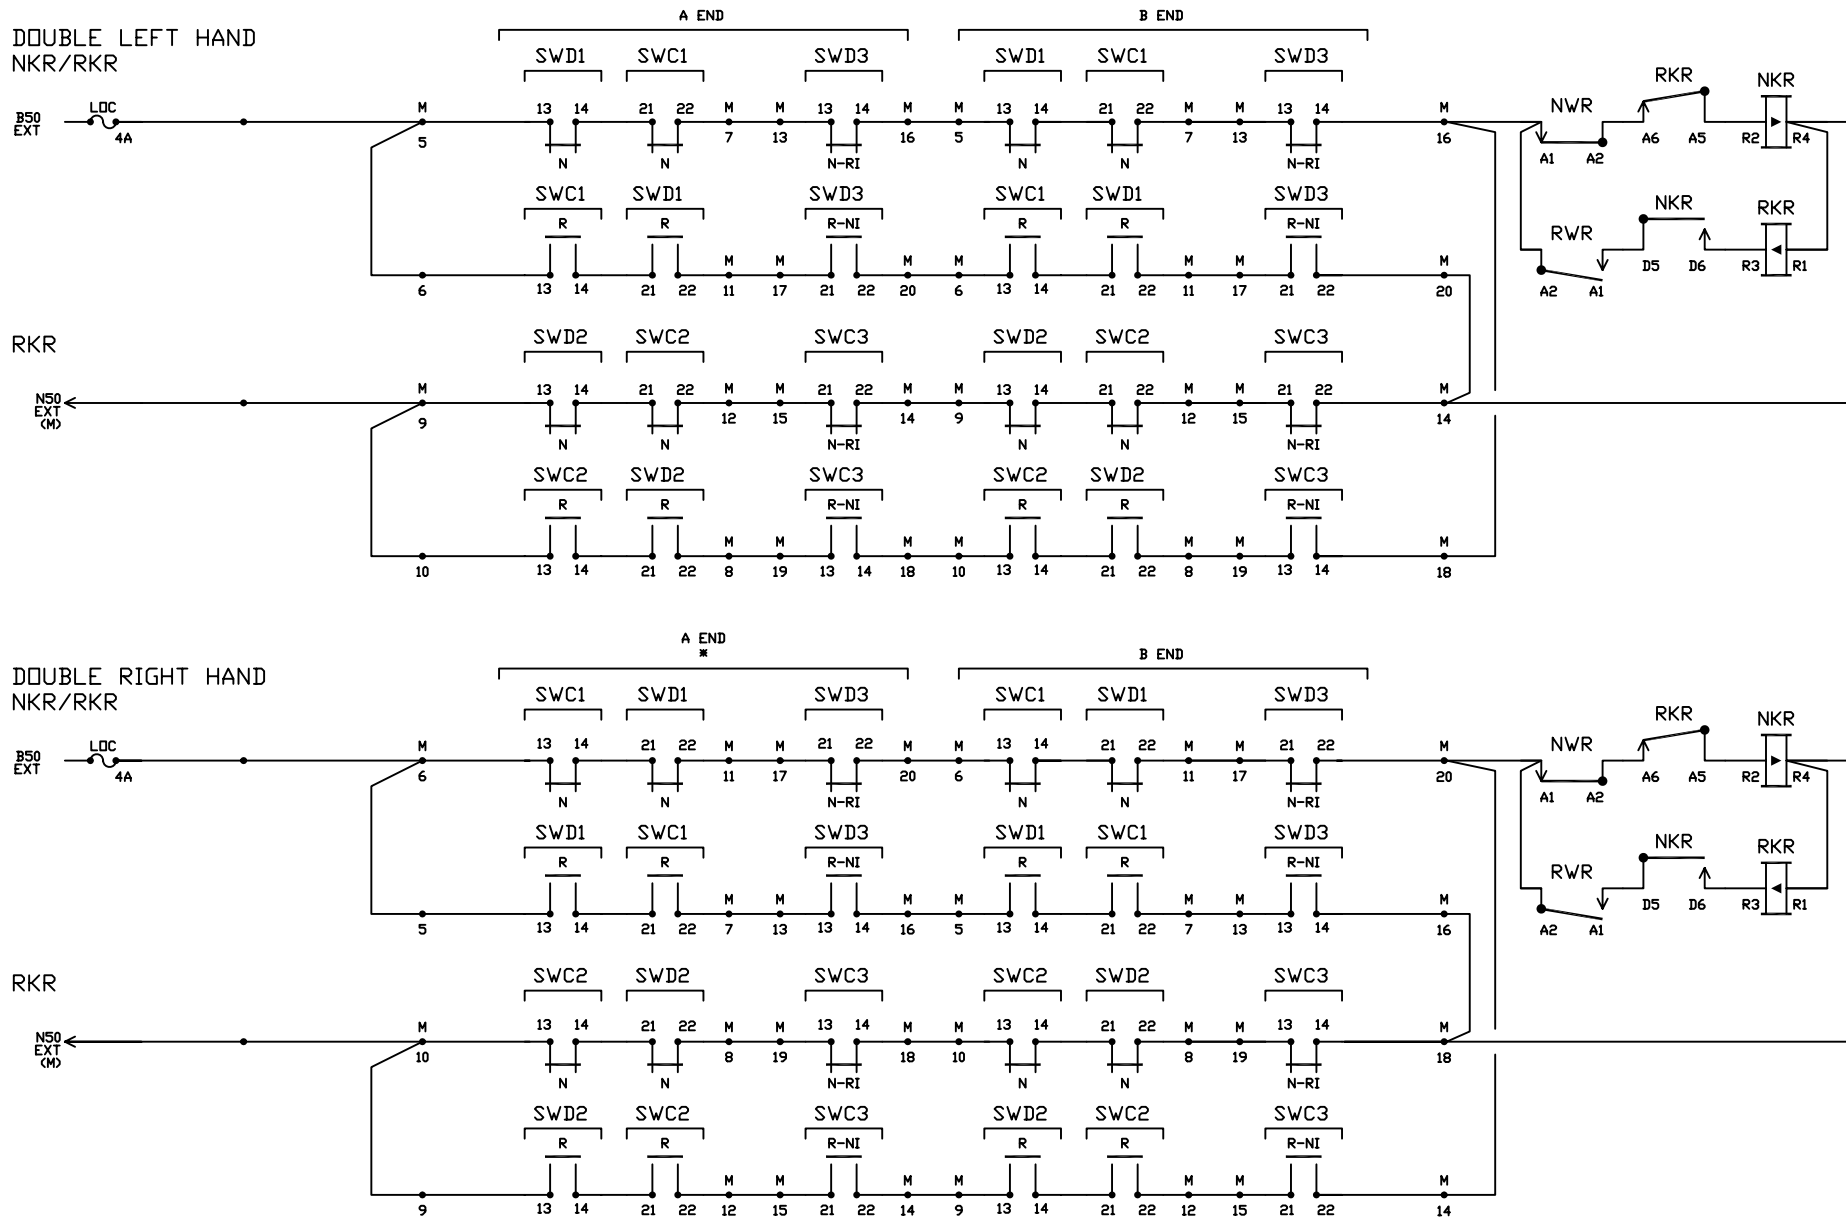 A END B END
DOUBLE LEFT HAND
NKR/RKR
SWD1 SWC1 SWD3 SWD1 SWC1 SWD3
RKR NKR
B50
EXT
LOC
4A
M 13 14 21 22 M M 13 14 M M 13 14 21 22 M M 13 14 M
NWR
5 7 13 16 5 7 13 16
A1 A2 A6 A5 R2 R4
N N N-RI N N N-RI
SWC1 SWD1 SWD3 SWC1 SWD1 SWD3
NKR RKR
R R R-NI R R R-NI
RWR
M M M M M M M
D5 D6 R3 R1
6 13 14 21 22 11 17 21 22 20 6 13 14 21 22 11 17 21 22 20
A2 A1
RKR
SWD2 SWC2 SWC3 SWD2 SWC2 SWC3
N50
EXT
(M)
M 13 14 21 22 M M 21 22 M M 13 14 21 22 M M 21 22 M
9 12 15 14 9 12 15 14
N N N-RI N N N-RI
SWC2 SWD2 SWC3 SWC2 SWD2 SWC3
R R R-NI R R R-NI
M M M M M M M
10 13 14 21 22 8 19 13 14 18 10 13 14 21 22 8 19 13 14 18
A END
*
B END
DOUBLE RIGHT HAND
NKR/RKR
SWC1 SWD1 SWD3 SWC1 SWD1 SWD3
RKR NKR
B50
EXT
LOC
4A
M 13 14 21 22 M M 21 22 M M 13 14 21 22 M M 21 22 M
NWR
6 11 17 20 6 11 17 20
A1 A2 A6 A5 R2 R4
N N N-RI N N N-RI
SWD1 SWC1 SWD3 SWD1 SWC1 SWD3
NKR RKR
R R R-NI R R R-NI
RWR
M M M M M M M
D5 D6 R3 R1
5 13 14 21 22 7 13 13 14 16 5 13 14 21 22 7 13 13 14 16
A2 A1
RKR
SWC2 SWD2 SWC3 SWC2 SWD2 SWC3
N50
EXT
(M)
M 13 14 21 22 M M 13 14 M M 13 14 21 22 M M 13 14 M
10 8 19 18 10 8 19 18
N N N-RI N N N-RI
SWD2 SWC2 SWC3 SWD2 SWC2 SWC3
R R R-NI R R R-NI
M M M M M M M
9 13 14 21 22 12 15 21 22 14 9 13 14 21 22 12 15 21 22 14